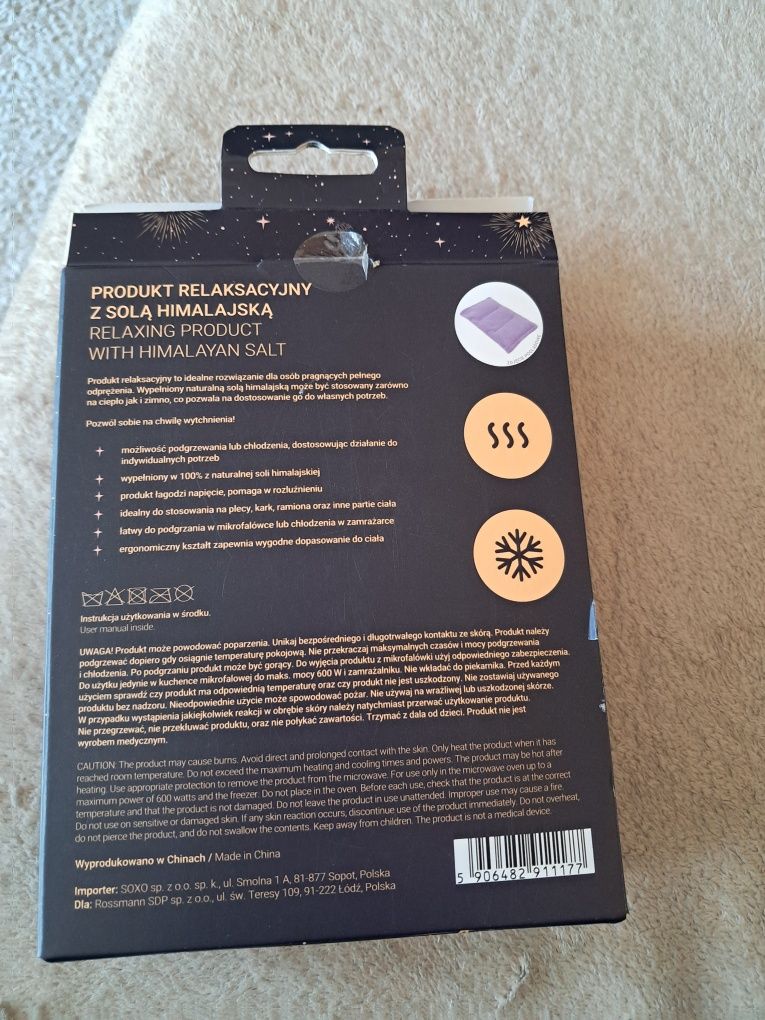 PRODUKT RELAKSACYJNY
Z SOLĄ HIMALAJSKĄ
RELAXING PRODUCT
WITH HIMALAYAN SALT
Produkt relaksacyjny to idealne rozwiązanie dla osób pragnących pełnego
odprężenia. Wypełniony naturalną solą himalajską może być stosowany zarówno
na ciepło jak i zimno, co pozwala na dostosowanie go do własnych potrzeb.
Pozwól sobie na chwilę wytchnienia!
możliwość podgrzewania lub chłodzenia, dostosowując działanie do
indywidualnych potrzeb
wypełniony w 100% z naturalnej soli himalajskiej
produkt łagodzi napięcie, pomaga w rozluźnieniu
idealny do stosowania na plecy, kark, ramiona oraz inne partie ciała
łatwy do podgrzania w mikrofalówce lub chłodzenia w zamrażarce
ergonomiczny kształt zapewnia wygodne dopasowanie do ciała
Instrukcja użytkowania w środku.
User manual inside.
UWAGA! Produkt może powodować poparzenia. Unikaj bezpośredniego i długotrwałego kontaktu ze skórą. Produkt należy
podgrzewać dopiero gdy osiągnie temperaturę pokojową. Nie przekraczaj maksymalnych czasów i mocy podgrzewania
i chłodzenia. Po podgrzaniu produkt może być gorący. Do wyjęcia produktu z mikrofalówki użyj odpowiedniego zabezpieczenia.
Do użytku jedynie w kuchence mikrofalowej do maks. mocy 600 W i zamrażalniku. Nie wkładać do piekarnika. Przed każdym
użyciem sprawdź czy produkt ma odpowiednią temperaturę oraz czy produkt nie jest uszkodzony. Nie zostawiaj używanego
produktu bez nadzoru. Nieodpowiednie użycie może spowodować pożar. Nie używaj na wrażliwej lub uszkodzonej skórze.
W przypadku wystąpienia jakiejkolwiek reakcji w obrębie skóry należy natychmiast przerwać użytkowanie produktu.
Nie przegrzewać, nie przekłuwać produktu, oraz nie połykać zawartości. Trzymać z dala od dzieci. Produkt nie jest
wyrobem medycznym.
CAUTION: The product may cause burns. Avoid direct and prolonged contact with the skin. Only heat the product when it has
reached room temperature. Do not exceed the maximum heating and cooling times and powers. The product may be hot after
heating. Use appropriate protection to remove the product from the microwave. For use only in the microwave oven up to a
maximum power of 600 watts and the freezer. Do not place in the oven. Before each use, check that the product is at the correct
temperature and that the product is not damaged. Do not leave the product in use unattended. Improper use may cause a fire.
Do not use on sensitive or damaged skin. If any skin reaction occurs, discontinue use of the product immediately. Do not overheat,
do not pierce the product, and do not swallow the contents. Keep away from children. The product is not a medical device.
Wyprodukowano w Chinach / Made in China
Importer: SOXO sp. z o.o. sp. k., ul. Smolna 1 A, 81-877 Sopot, Polska
Dla: Rossmann SDP sp. z o.o., ul. św. Teresy 109, 91-222 Łódź, Polska
5 906482 911177